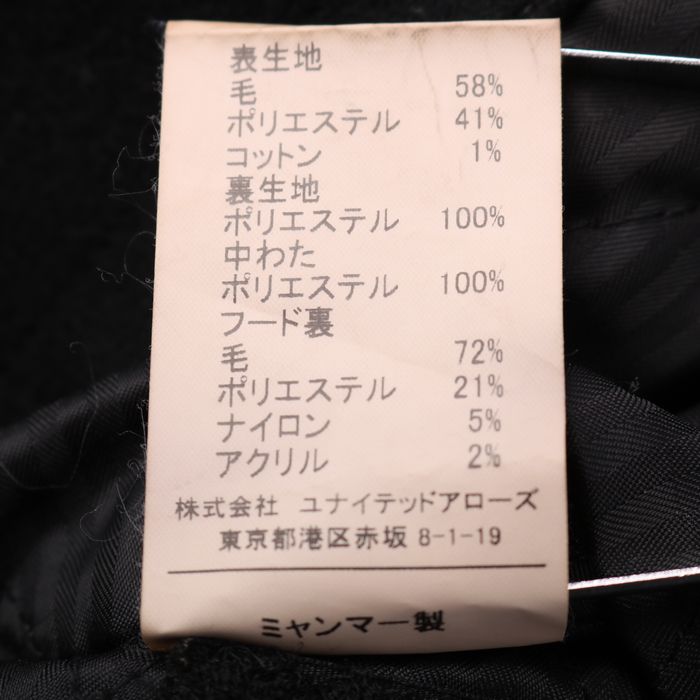 表生地
毛 58%
ポリエステル 41%
コットン 1%
裏生地
ポリエステル 100%
中わた
ポリエステル 100%
フード裏
毛 72%
ポリエステル 21%
ナイロン 5%
アクリル 2%
株式会社 ユナイテッドアローズ
東京都港区赤坂 8-1-19
ミャンマー製